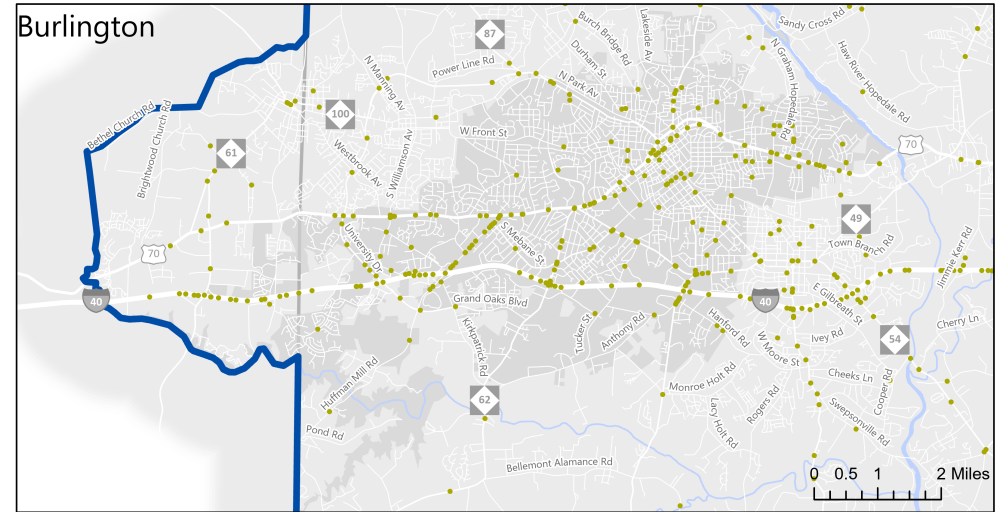 Burlington
87
Burch Bridge Rd
Lakeside Av
Sandy Cross Rd
Durham St
N Graham Hopedale Rd
Haw River Hopedale Rd
Power Line Rd
N Manning Av
N Park Av
Bethel Church Rd
Brightwood Church Rd
100
W Front St
61
Westbrook Av
S Williamson Av
70
49
70
University Dr
S Mebane St
Town Branch Rd
Jimmie Kerr Rd
40
Grand Oaks Blvd
40
E Gilbreath St
Kirkpatrick Rd
Tucker St
Anthony Rd
Hanford Rd
W Moore St
Ivey Rd
Cherry Ln
54
Huffman Mill Rd
Monroe Holt Rd
Cheeks Ln
Cooper Rd
62
Lacy Holt Rd
Rogers Rd
Swepsonville Rd
Pond Rd
Bellemont Alamance Rd
0 0.5 1 2 Miles